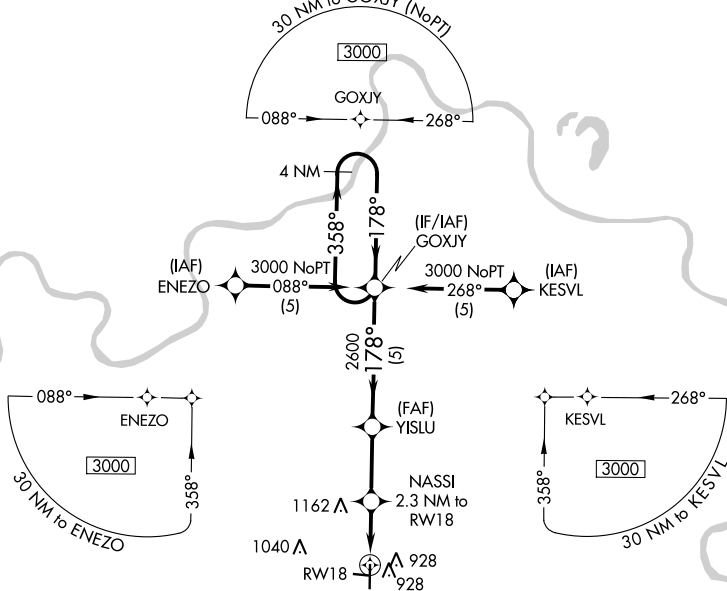 30 NM to GOXJY (NoPT)
3000
GOXJY
088°
268°
4 NM
358°
178°
(IF/IAF)
GOXJY
(IAF)
ENEZO
3000 NoPT
088°
(5)
3000 NoPT
268°
(5)
(IAF)
KESVL
2600
178°
(5)
088°
ENEZO
3000
358°
30 NM to ENEZO
268°
KESVL
3000
358°
30 NM to KESVL
(FAF)
YISLU
NASSI
2.3 NM to
RW18
1162
1040
928
RW18
928